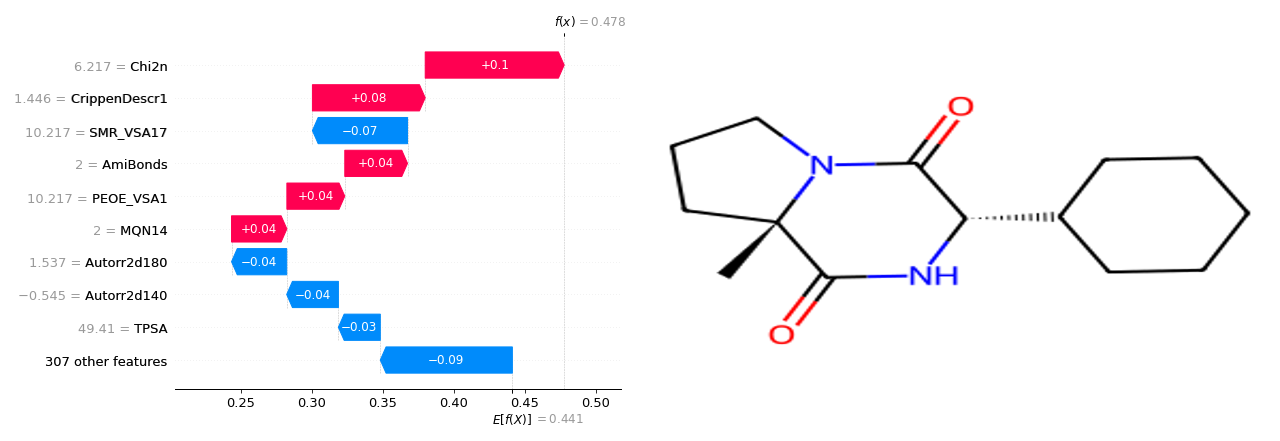 f(x) = 0.478
6.217 = Chi2n
+0.1
1.446 = CrippenDescr1
+0.08
10.217 = SMR_VSA17
−0.07
2 = AmiBonds
+0.04
10.217 = PEOE_VSA1
+0.04
2 = MQN14
+0.04
1.537 = Autorr2d180
−0.04
−0.545 = Autorr2d140
−0.04
49.41 = TPSA
−0.03
307 other features
−0.09
0.25 0.30 0.35 0.40 0.45 0.50
E[f(X)] = 0.441
O
N
NH
O